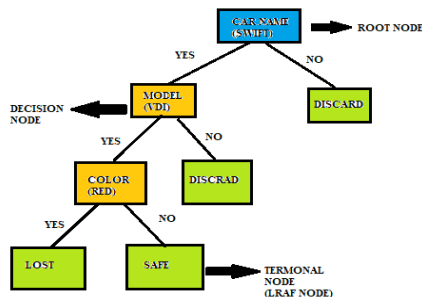 CAR NAME
(SWIFT)
ROOT NODE
YES
NO
MODEL
(VDI)
DISCARD
DECISION
NODE
YES
NO
COLOR
(RED)
DISCRAD
YES
NO
LOST
SAFE
TERMONAL
NODE
(LRAF NODE)